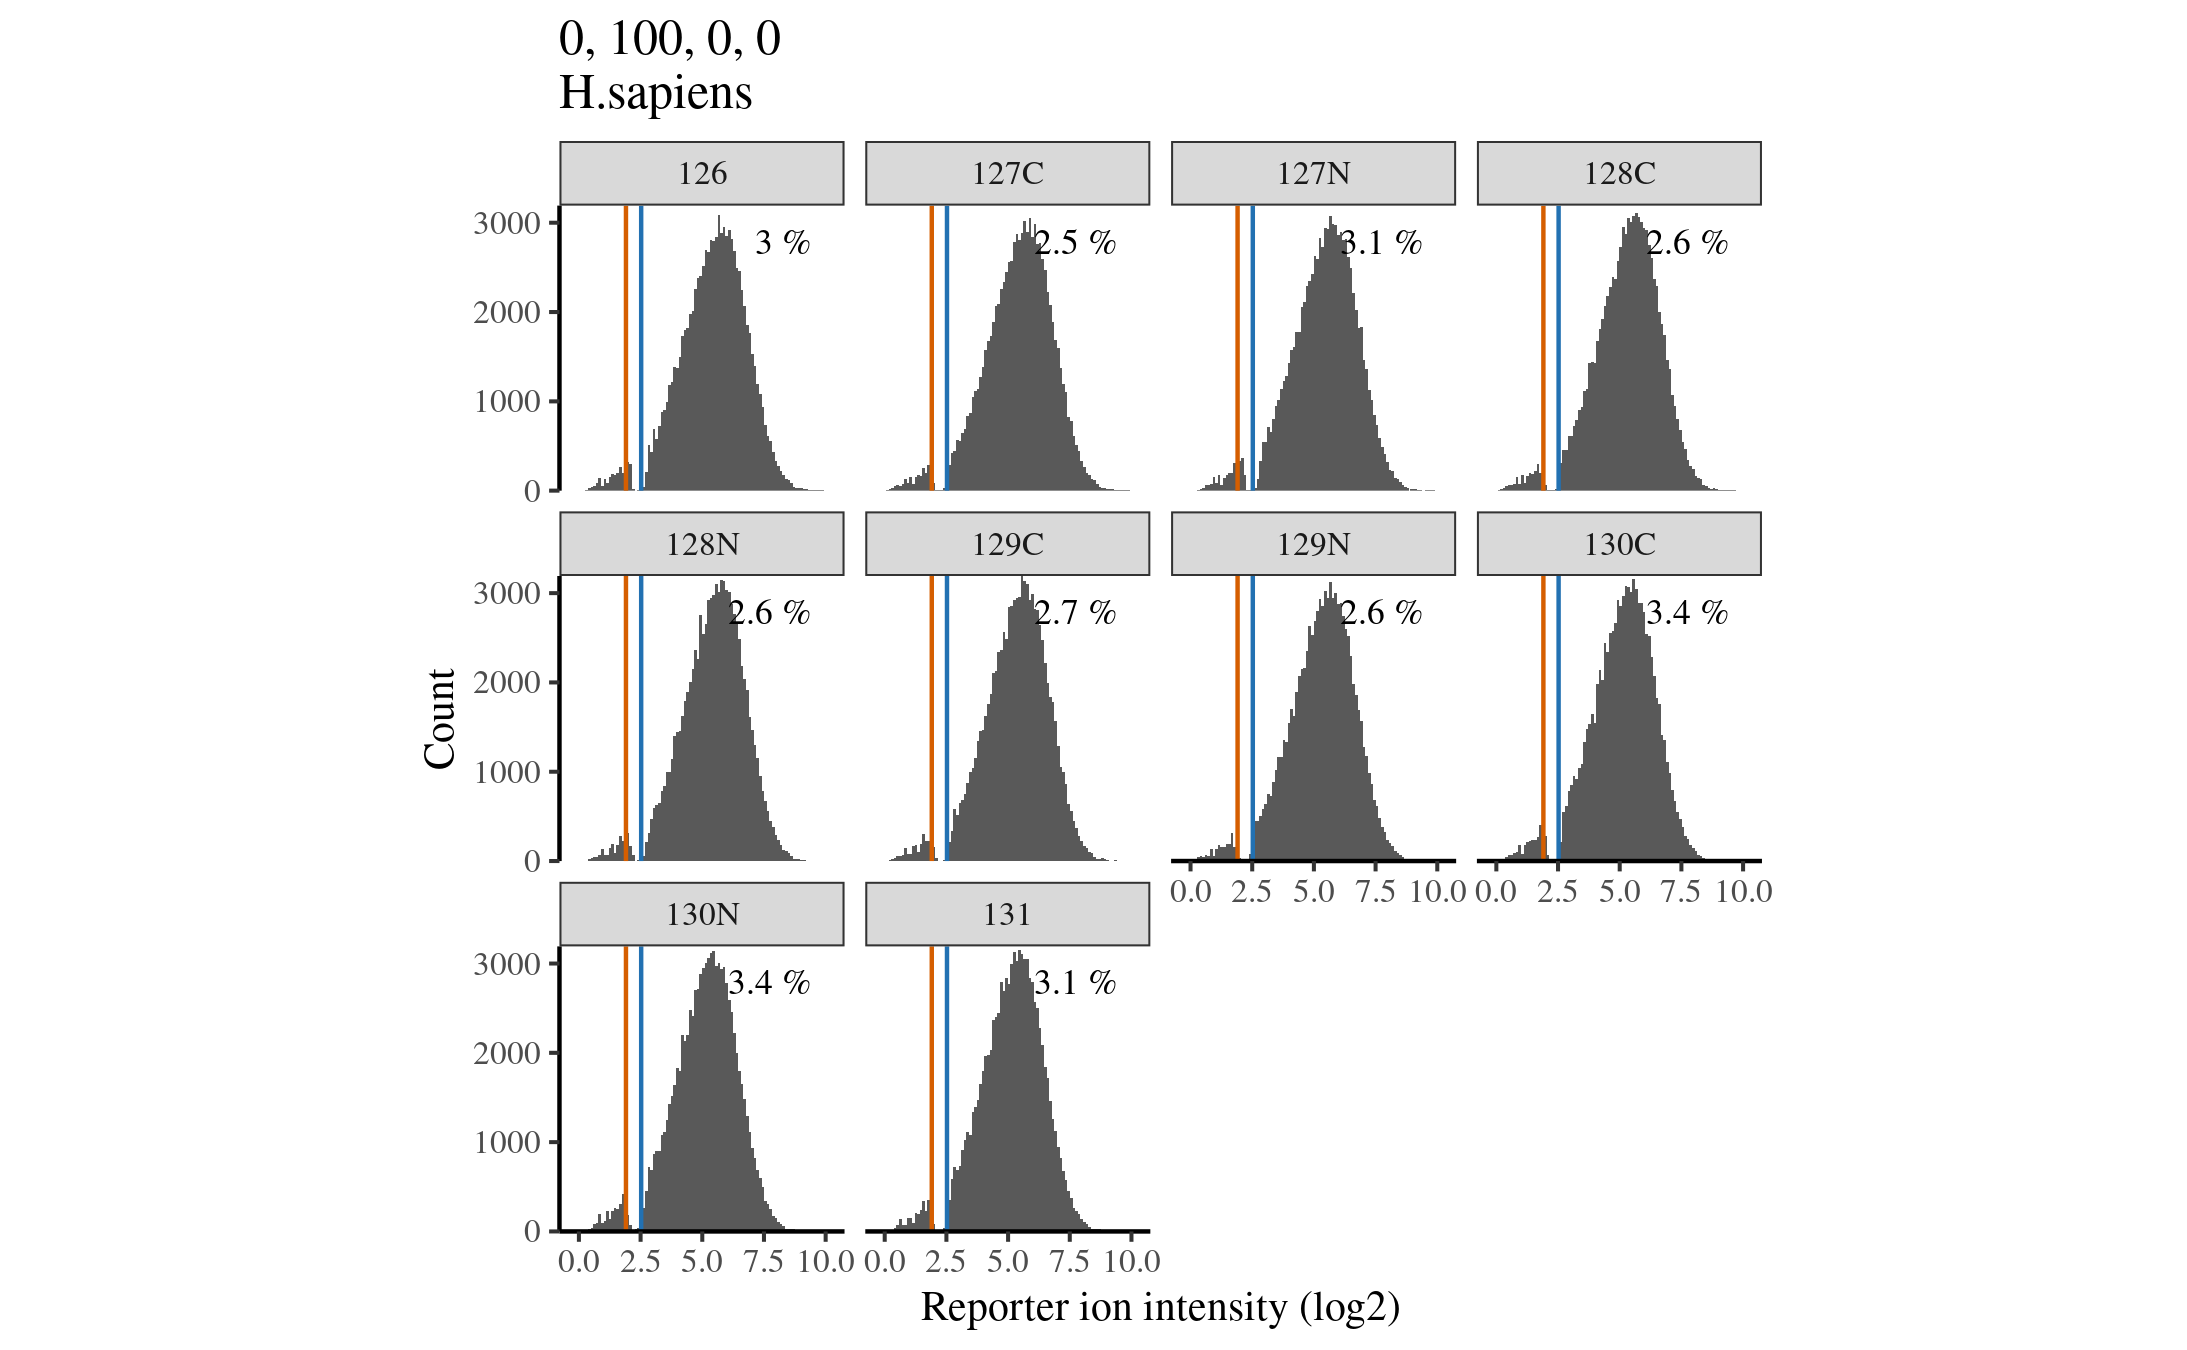 0, 100, 0, 0
H.sapiens
126 127C 127N 128C
3000 3 % 2.5 % 3.1 % 2.6 %
2000
1000
0
128N 129C 129N 130C
3000 2.6 % 2.7 % 2.6 % 3.4 %
2000
1000
0
0.0 2.5 5.0 7.5 10.0 0.0 2.5 5.0 7.5 10.0
130N 131
3000 3.4 % 3.1 %
2000
1000
0
0.0 2.5 5.0 7.5 10.0 0.0 2.5 5.0 7.5 10.0
Count
Reporter ion intensity (log2)